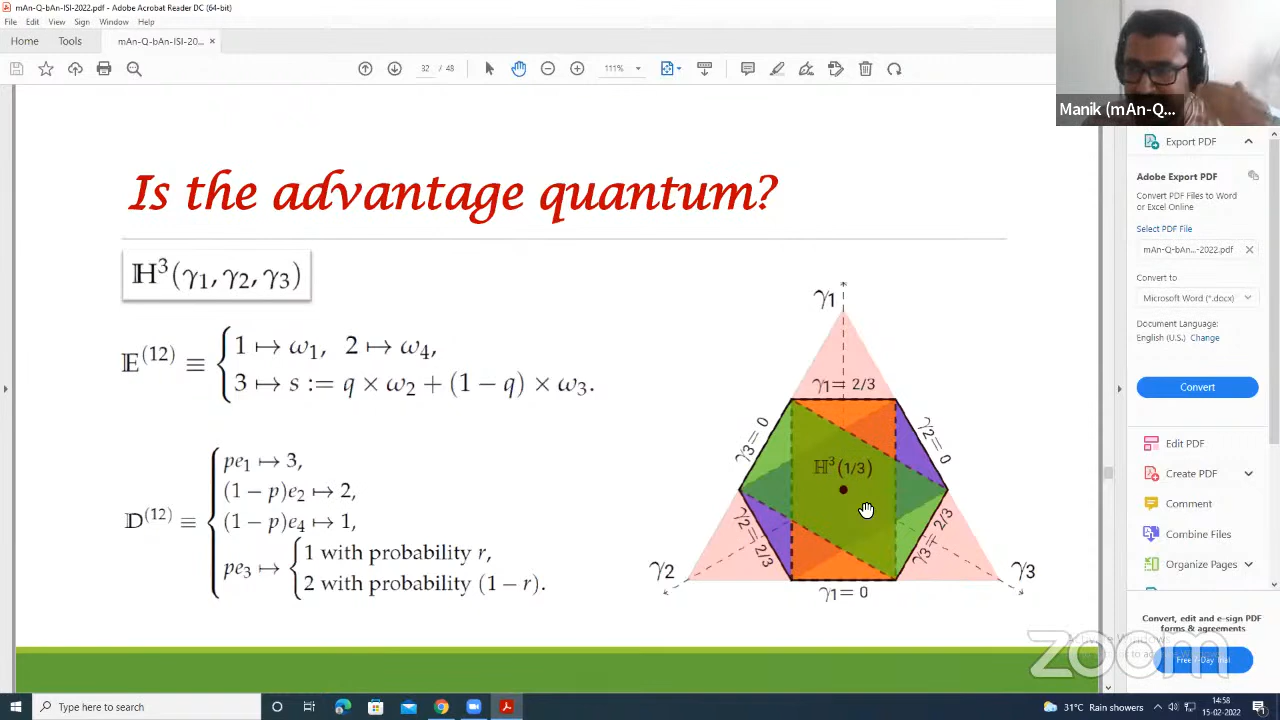 mAn-Q-bAn-ISI-2022.pdf - Adobe Acrobat Reader DC (64-bit)
File Edit View Sign Window Help
Home Tools mAn-Q-bAn-ISI-20... ×
32 / 48 111%
Manik (mAn-Q...
Is the advantage quantum?
ℍ³(γ₁, γ₂, γ₃)
𝔼⁽¹²⁾ ≡ { 1 ↦ ω₁, 2 ↦ ω₄,
3 ↦ s := q × ω₂ + (1 − q) × ω₃.
𝔻⁽¹²⁾ ≡ { pe₁ ↦ 3,
(1 − p)e₂ ↦ 2,
(1 − p)e₄ ↦ 1,
pe₃ ↦ { 1 with probability r,
2 with probability (1 − r).
γ₁
γ₁ = 2/3
γ₃ = 0
γ₂ = 0
ℍ³(1/3)
γ₂ = 2/3
γ₃ = 2/3
γ₂
γ₃
γ₁ = 0
Export PDF
Adobe Export PDF
Convert PDF Files to Word
or Excel Online
Select PDF File
mAn-Q-bAn...-2022.pdf
Convert to
Microsoft Word (*.docx)
Document Language:
English (U.S.) Change
Convert
Edit PDF
Create PDF
Comment
Combine Files
Organize Pages
Convert, edit and e-sign PDF
forms & agreements
Free 7-Day Trial
zoom
Type here to search
31°C Rain showers
14:58
15-02-2022